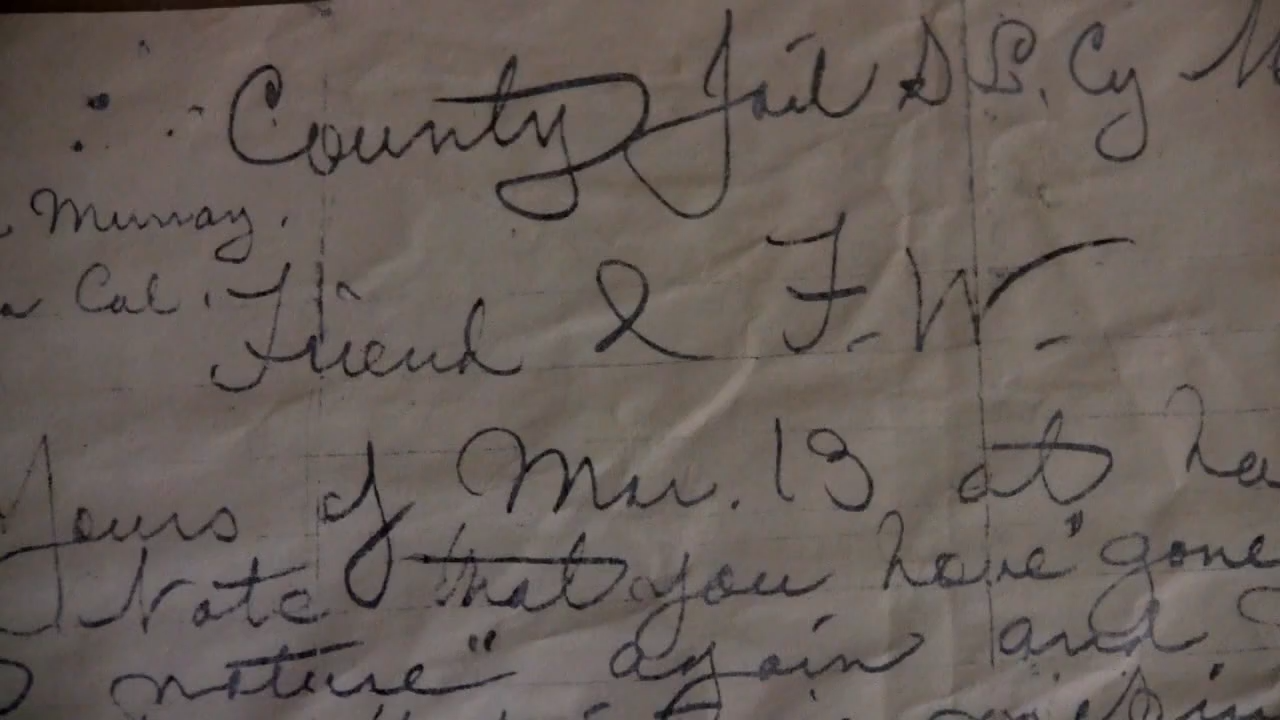 County Jail S L. Cy
Murray.
Cal.
Friend & F. W.
Yours of Mar. 13 at
Note that you have "gone
nature" again and